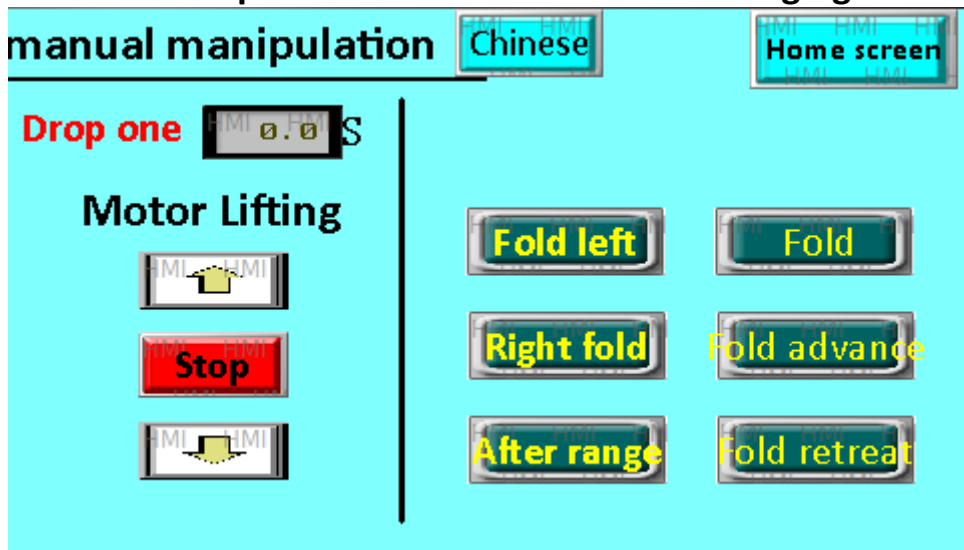 manual manipulation
Chinese
Home screen
Drop one 0.0 S
Motor Lifting
Stop
Fold left
Fold
Right fold
Fold advance
After range
Fold retreat